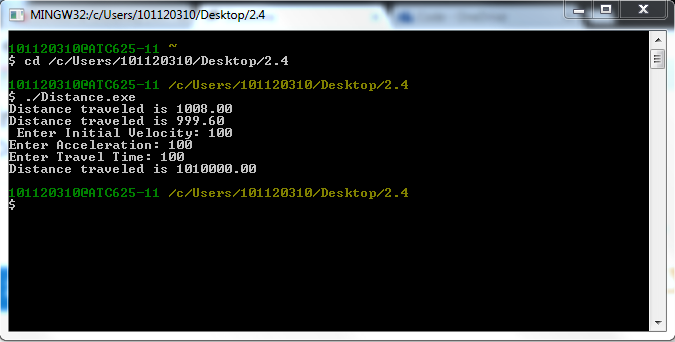 MINGW32:/c/Users/101120310/Desktop/2.4
101120310@ATC625-11 ~
$ cd /c/Users/101120310/Desktop/2.4
101120310@ATC625-11 /c/Users/101120310/Desktop/2.4
$ ./Distance.exe
Distance traveled is 1008.00
Distance traveled is 999.60
Enter Initial Velocity: 100
Enter Acceleration: 100
Enter Travel Time: 100
Distance traveled is 1010000.00
101120310@ATC625-11 /c/Users/101120310/Desktop/2.4
$